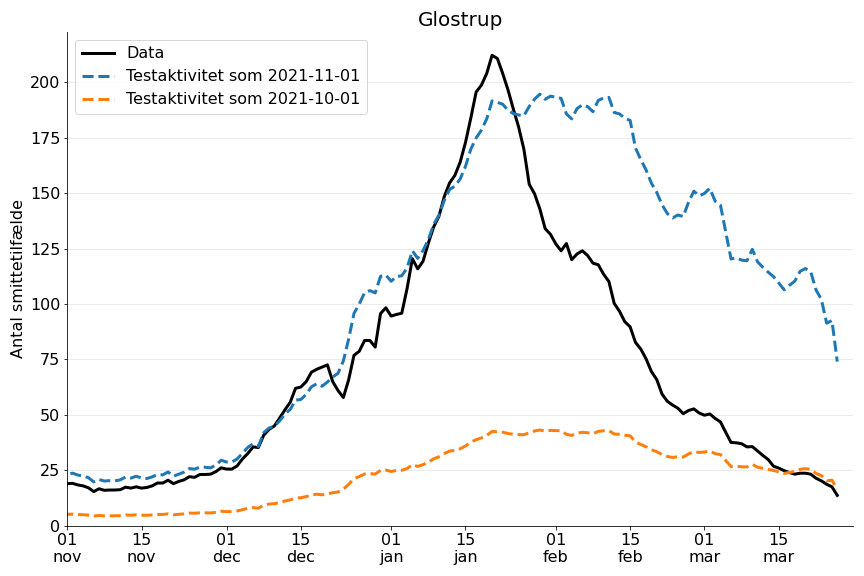 Glostrup
Data
Testaktivitet som 2021-11-01
Testaktivitet som 2021-10-01
Antal smittetilfælde
200
175
150
125
100
75
50
25
0
01 15 01 15 01 15 01 15 01 15
nov nov dec dec jan jan feb feb mar mar